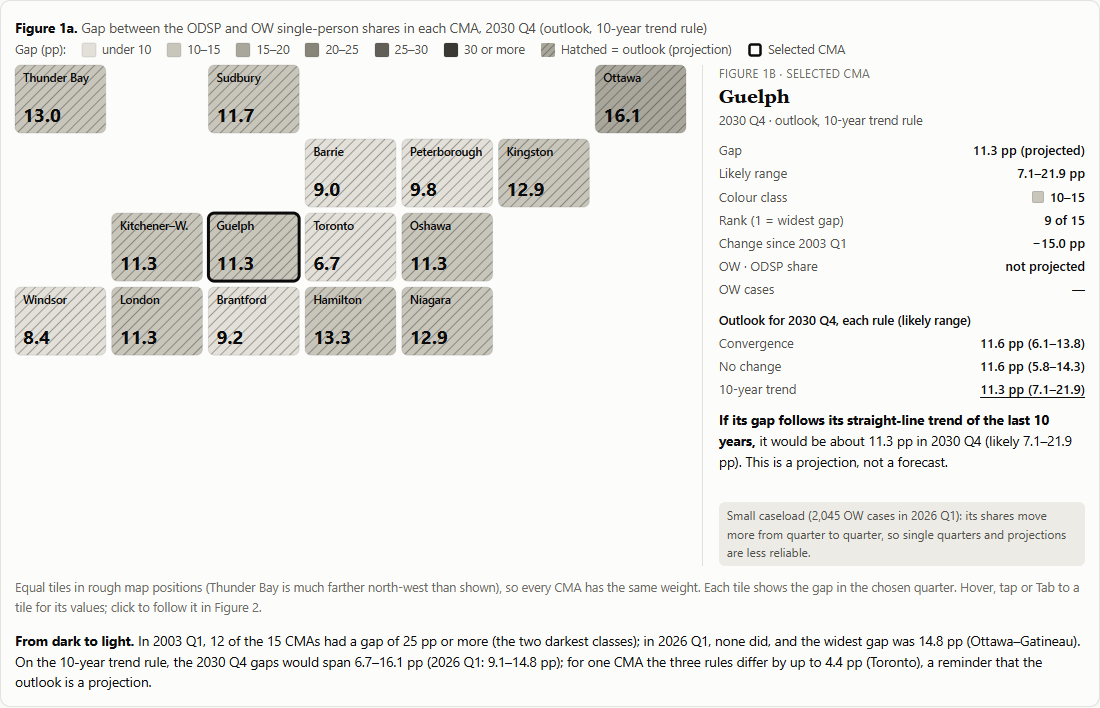 Figure 1a. Gap between the ODSP and OW single-person shares in each CMA, 2030 Q4 (outlook, 10-year trend rule)
Gap (pp): under 10 10–15 15–20 20–25 25–30 30 or more Hatched = outlook (projection) Selected CMA
Thunder Bay
13.0
Sudbury
11.7
Ottawa
16.1
Barrie
9.0
Peterborough
9.8
Kingston
12.9
Kitchener–W.
11.3
Guelph
11.3
Toronto
6.7
Oshawa
11.3
Windsor
8.4
London
11.3
Brantford
9.2
Hamilton
13.3
Niagara
12.9
FIGURE 1B · SELECTED CMA
Guelph
2030 Q4 · outlook, 10-year trend rule
Gap 11.3 pp (projected)
Likely range 7.1–21.9 pp
Colour class 10–15
Rank (1 = widest gap) 9 of 15
Change since 2003 Q1 −15.0 pp
OW · ODSP share not projected
OW cases —
Outlook for 2030 Q4, each rule (likely range)
Convergence 11.6 pp (6.1–13.8)
No change 11.6 pp (5.8–14.3)
10-year trend 11.3 pp (7.1–21.9)
If its gap follows its straight-line trend of the last 10
years, it would be about 11.3 pp in 2030 Q4 (likely 7.1–21.9
pp). This is a projection, not a forecast.
Small caseload (2,045 OW cases in 2026 Q1): its shares move
more from quarter to quarter, so single quarters and projections
are less reliable.
Equal tiles in rough map positions (Thunder Bay is much farther north-west than shown), so every CMA has the same weight. Each tile shows the gap in the chosen quarter. Hover, tap or Tab to a
tile for its values; click to follow it in Figure 2.
From dark to light. In 2003 Q1, 12 of the 15 CMAs had a gap of 25 pp or more (the two darkest classes); in 2026 Q1, none did, and the widest gap was 14.8 pp (Ottawa–Gatineau).
On the 10-year trend rule, the 2030 Q4 gaps would span 6.7–16.1 pp (2026 Q1: 9.1–14.8 pp); for one CMA the three rules differ by up to 4.4 pp (Toronto), a reminder that the
outlook is a projection.